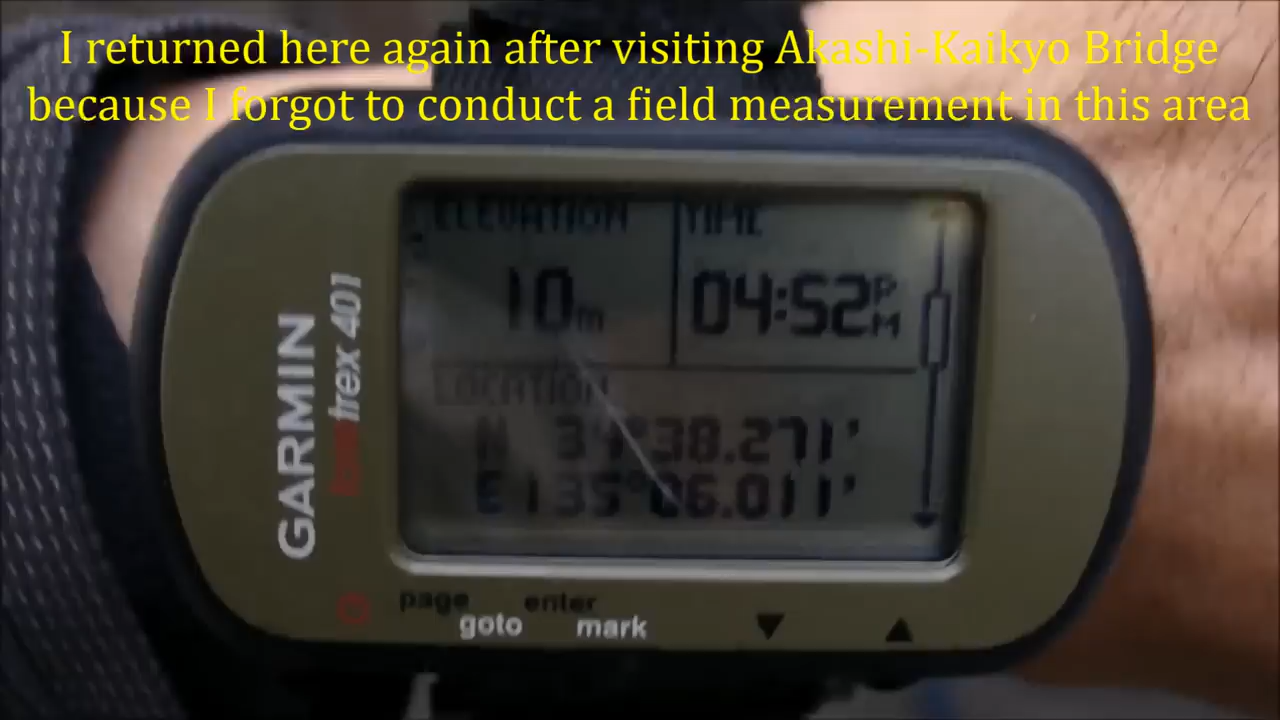 I returned here again after visiting Akashi-Kaikyo Bridge
because I forgot to conduct a field measurement in this area
ELEVATION
10m
TIME
04:52PM
LOCATION
N 34°38.271'
E135°06.011'
GARMIN
foretrex 401
page
enter
goto
mark